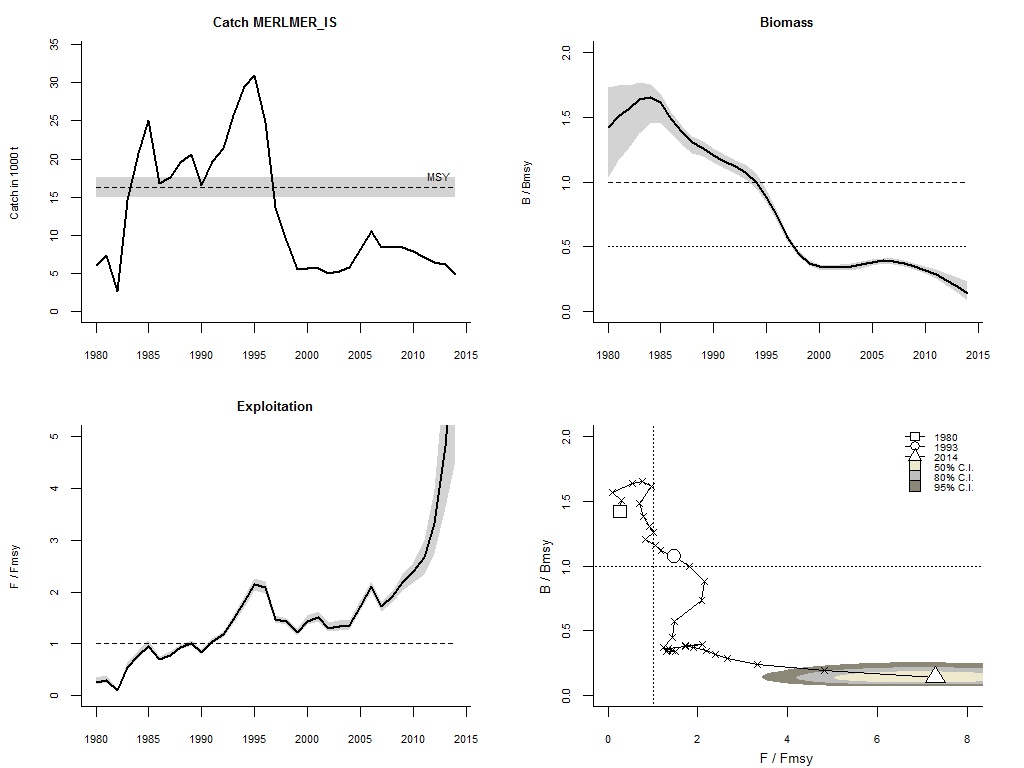 Catch MERLMER_IS
Catch in 1000 t
35
30
25
20
15
10
5
0
MSY
1980 1985 1990 1995 2000 2005 2010 2015
Biomass
B / Bmsy
2.0
1.5
1.0
0.5
0.0
1980 1985 1990 1995 2000 2005 2010 2015
Exploitation
F / Fmsy
5
4
3
2
1
0
1980 1985 1990 1995 2000 2005 2010 2015
B / Bmsy
2.0
1.5
1.0
0.5
0.0
1980
1993
2014
50% C.I.
80% C.I.
95% C.I.
0 2 4 6 8
F / Fmsy